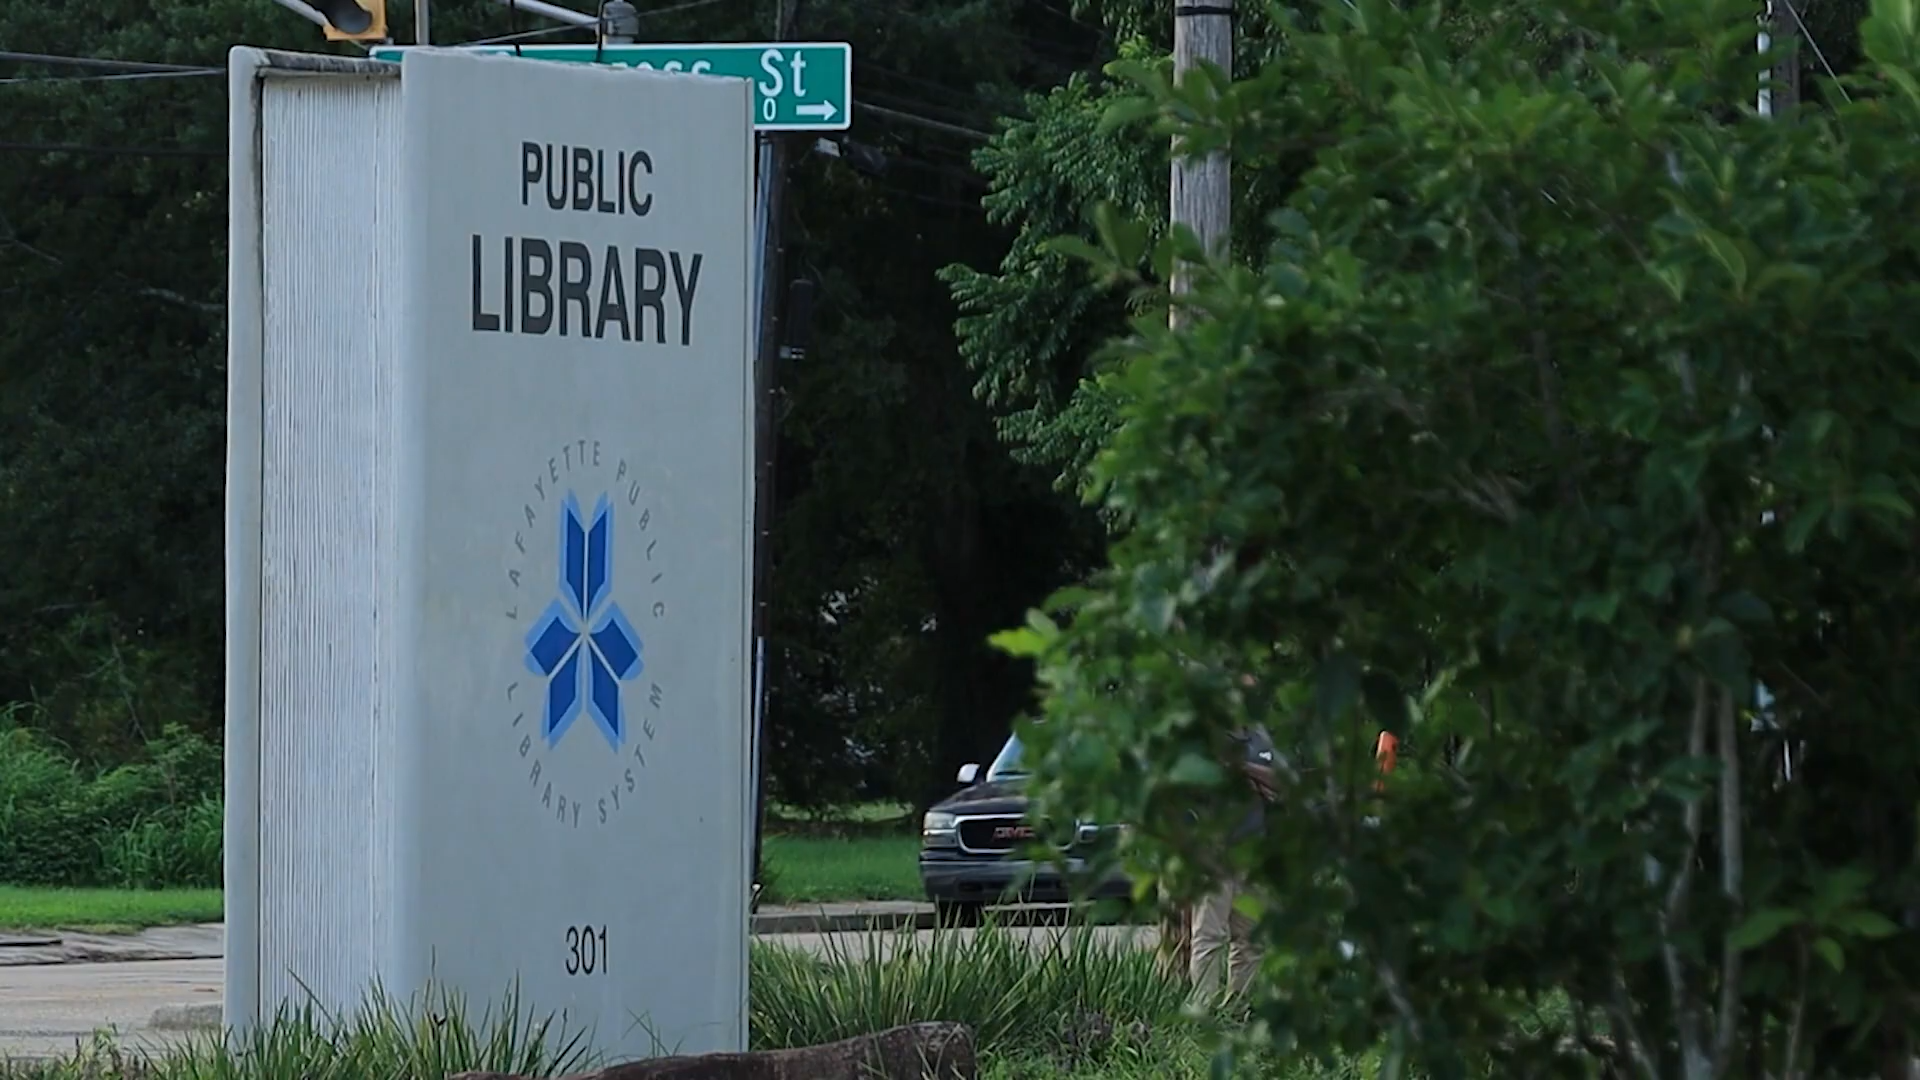 St
0
PUBLIC
LIBRARY
LAFAYETTE PUBLIC
LIBRARY SYSTEM
301
GMC